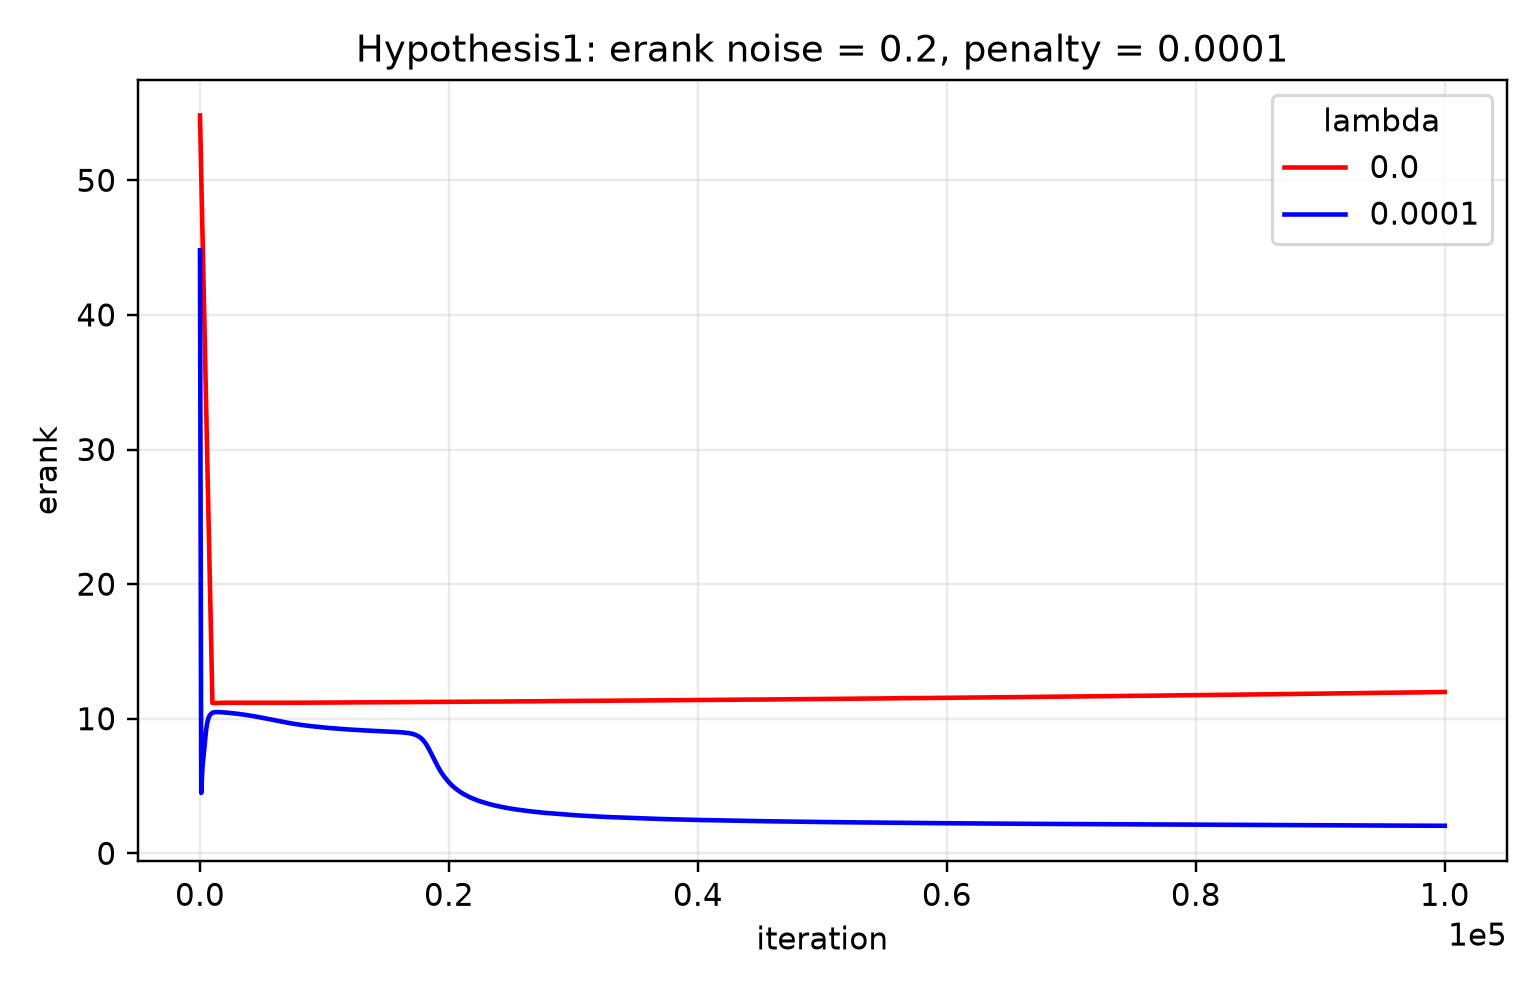 Hypothesis1: erank noise = 0.2, penalty = 0.0001
lambda
0.0
0.0001
erank
50
40
30
20
10
0
0.0 0.2 0.4 0.6 0.8 1.0
1e5
iteration